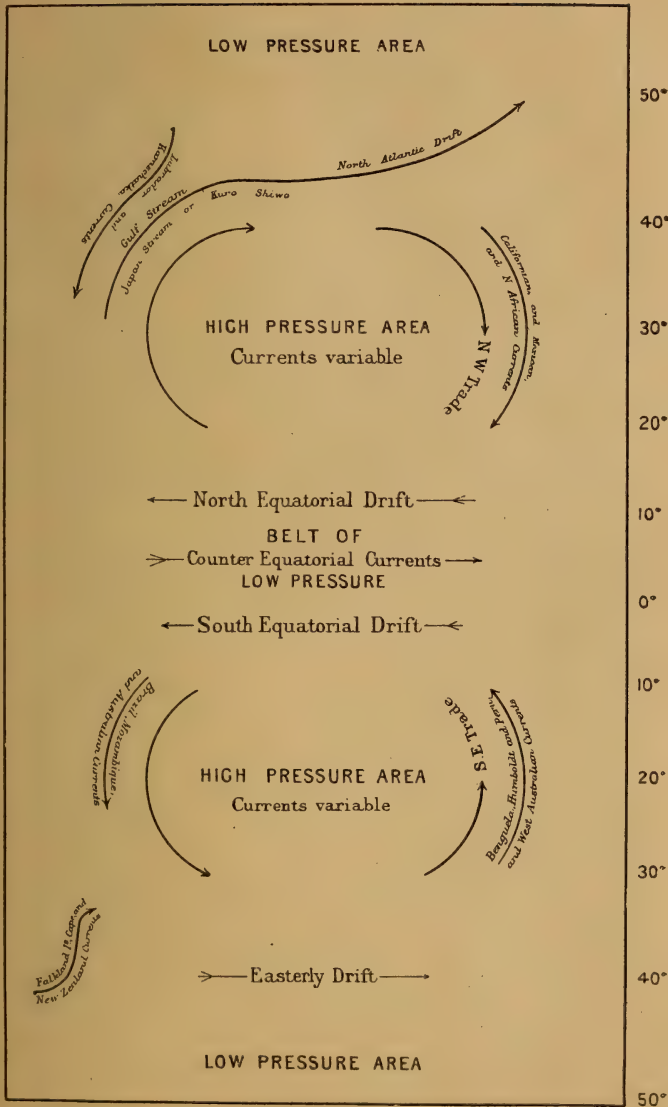 LOW PRESSURE AREA
50°
North Atlantic Drift
Labrador and
Kamschatka Currents
Gulf Stream
Japan Stream or Kuro Shiwo
40°
Californian, and Mexican,
and N African Currents
HIGH PRESSURE AREA
Currents variable
30°
N W Trade
20°
North Equatorial Drift
10°
BELT OF
Counter Equatorial Currents
LOW PRESSURE
0°
South Equatorial Drift
10°
Brazil, Mozambique,
and Australian Currents
S.E. Trade
Benguela, Humboldt and Peru,
and West Australian Currents
HIGH PRESSURE AREA
Currents variable
20°
30°
Falkland Is, Cape, and
New Zealand Currents
Easterly Drift
40°
LOW PRESSURE AREA
50°